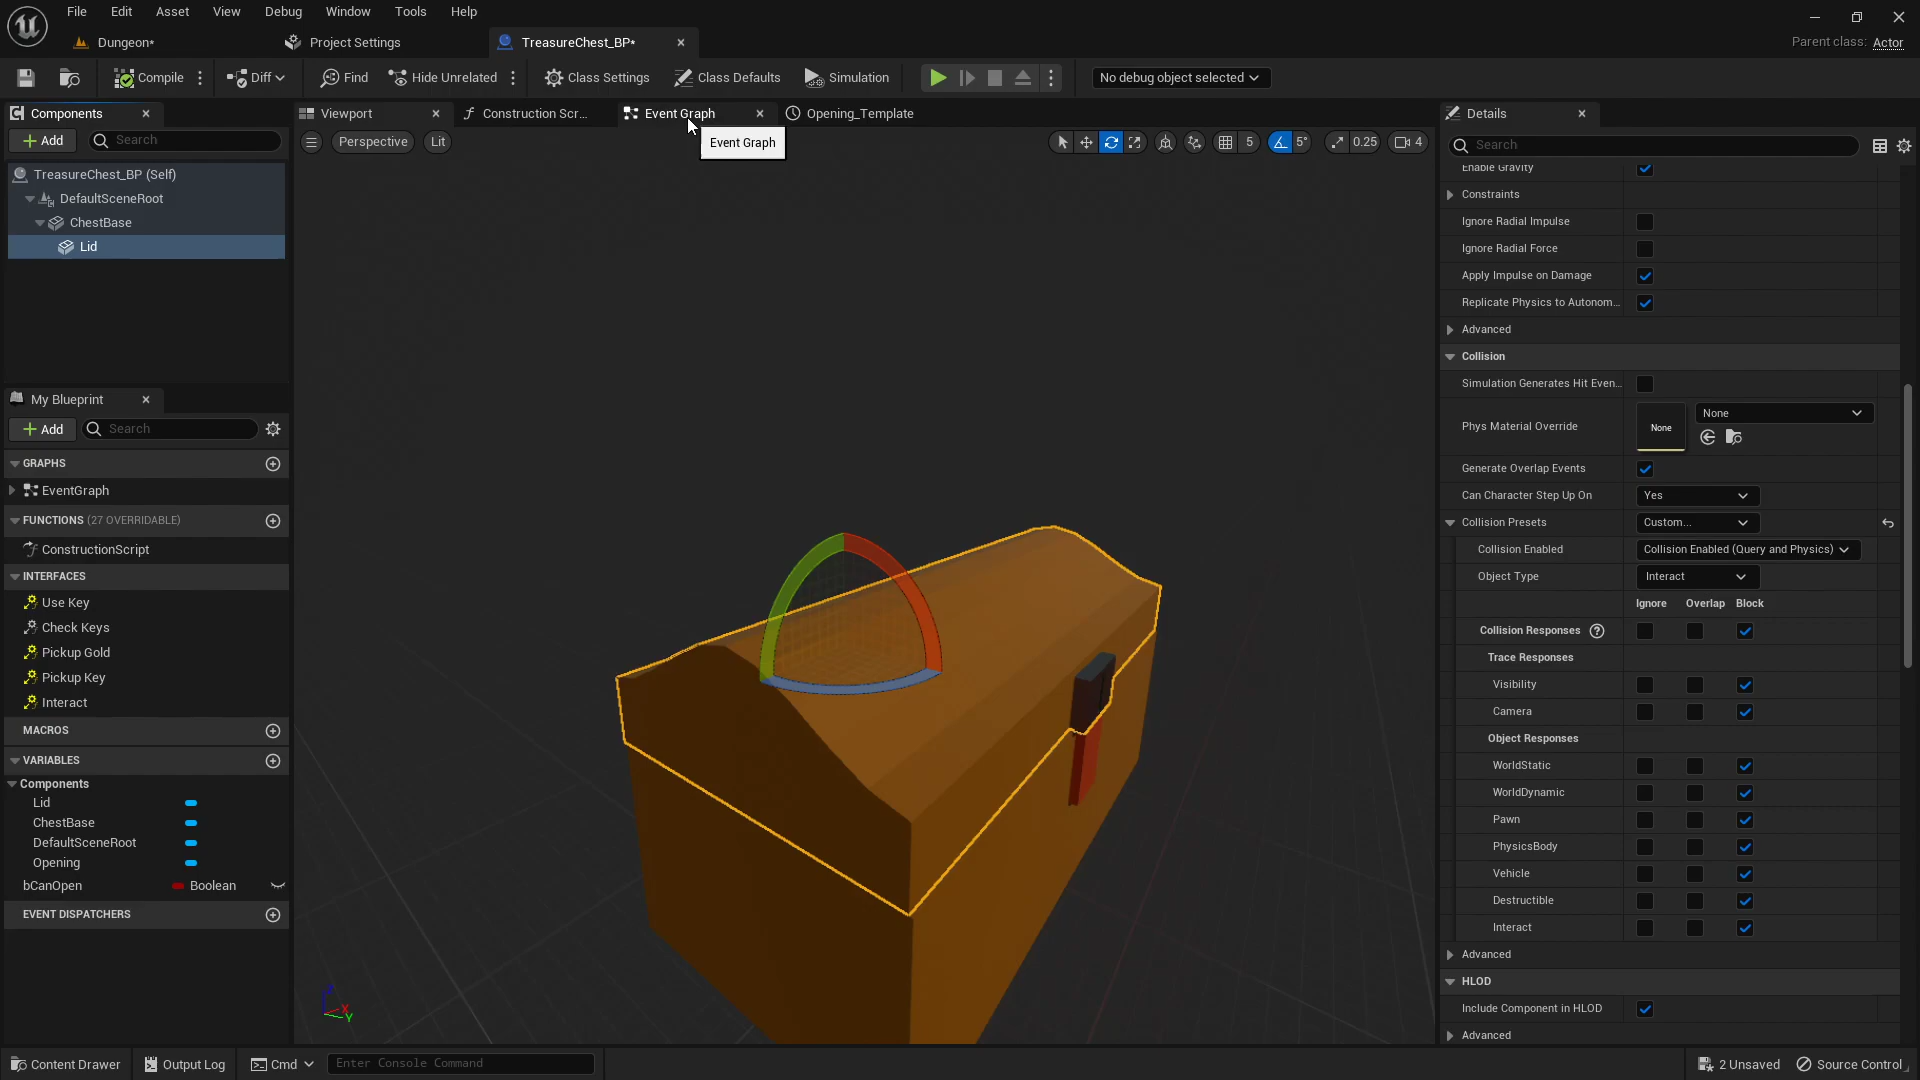 File Edit Asset View Debug Window Tools Help
Dungeon* Project Settings TreasureChest_BP* Parent class: Actor
Compile Diff Find Hide Unrelated Class Settings Class Defaults Simulation No debug object selected
Components Viewport Construction Scr... Event Graph Opening_Template Details
Add Search Perspective Lit Event Graph 5 5° 0.25 4 Search
TreasureChest_BP (Self)
DefaultSceneRoot
ChestBase
Lid
My Blueprint
Add Search
GRAPHS
EventGraph
FUNCTIONS (27 OVERRIDABLE)
ConstructionScript
INTERFACES
Use Key
Check Keys
Pickup Gold
Pickup Key
Interact
MACROS
VARIABLES
Components
Lid
ChestBase
DefaultSceneRoot
Opening
bCanOpen Boolean
EVENT DISPATCHERS
Z
X
Y
Enable Gravity
Constraints
Ignore Radial Impulse
Ignore Radial Force
Apply Impulse on Damage
Replicate Physics to Autonom...
Advanced
Collision
Simulation Generates Hit Even...
Phys Material Override None None
Generate Overlap Events
Can Character Step Up On Yes
Collision Presets Custom...
Collision Enabled Collision Enabled (Query and Physics)
Object Type Interact
Ignore Overlap Block
Collision Responses ?
Trace Responses
Visibility
Camera
Object Responses
WorldStatic
WorldDynamic
Pawn
PhysicsBody
Vehicle
Destructible
Interact
Advanced
HLOD
Include Component in HLOD
Advanced
Content Drawer Output Log Cmd Enter Console Command 2 Unsaved Source Control